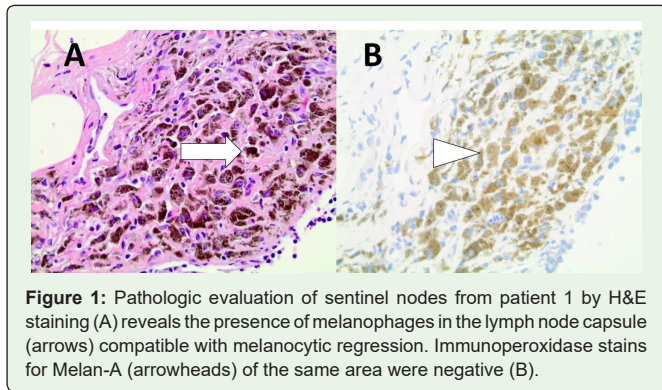 A
B
Figure 1: Pathologic evaluation of sentinel nodes from patient 1 by H&E
staining (A) reveals the presence of melanophages in the lymph node capsule
(arrows) compatible with melanocytic regression. Immunoperoxidase stains
for Melan-A (arrowheads) of the same area were negative (B).